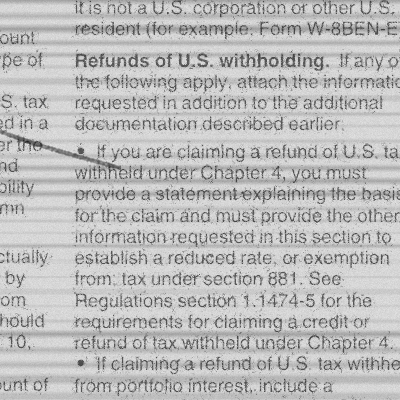 ount
pe of
S. tax
ed in a
er the
nd
bility
mn
ctually
by
om
hould
10,
ount of
it is not a U.S. corporation or other U.S.
resident (for example, Form W-8BEN-E
Refunds of U.S. withholding. If any o
the following apply, attach the informatio
requested in addition to the additional
documentation described earlier.
• If you are claiming a refund of U.S. ta
withheld under Chapter 4, you must
provide a statement explaining the basis
for the claim and must provide the other
information requested in this section to
establish a reduced rate, or exemption
from, tax under section 881. See
Regulations section 1.1474-5 for the
requirements for claiming a credit or
refund of tax withheld under Chapter 4.
• If claiming a refund of U.S. tax withhe
from portfolio interest, include a